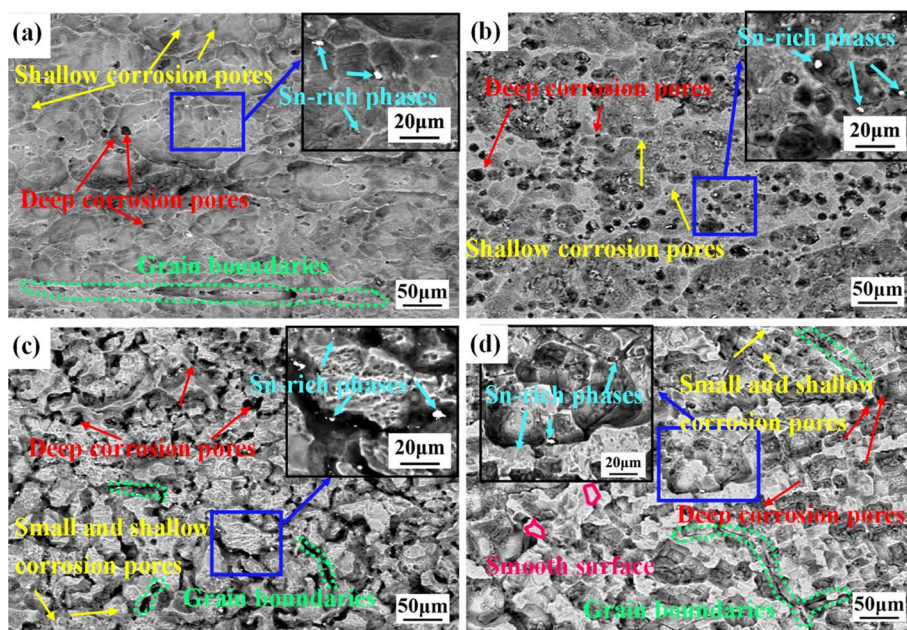 (a)
Shallow corrosion pores
Sn-rich phases
20μm
Deep corrosion pores
Grain boundaries
50μm
(b)
Sn-rich phases
Deep corrosion pores
20μm
Shallow corrosion pores
50μm
(c)
Sn-rich phases
Deep corrosion pores
20μm
Small and shallow
corrosion pores
Grain boundaries
50μm
(d)
Sn-rich phases
Small and shallow
corrosion pores
20μm
Deep corrosion pores
Smooth surface
Grain boundaries
50μm